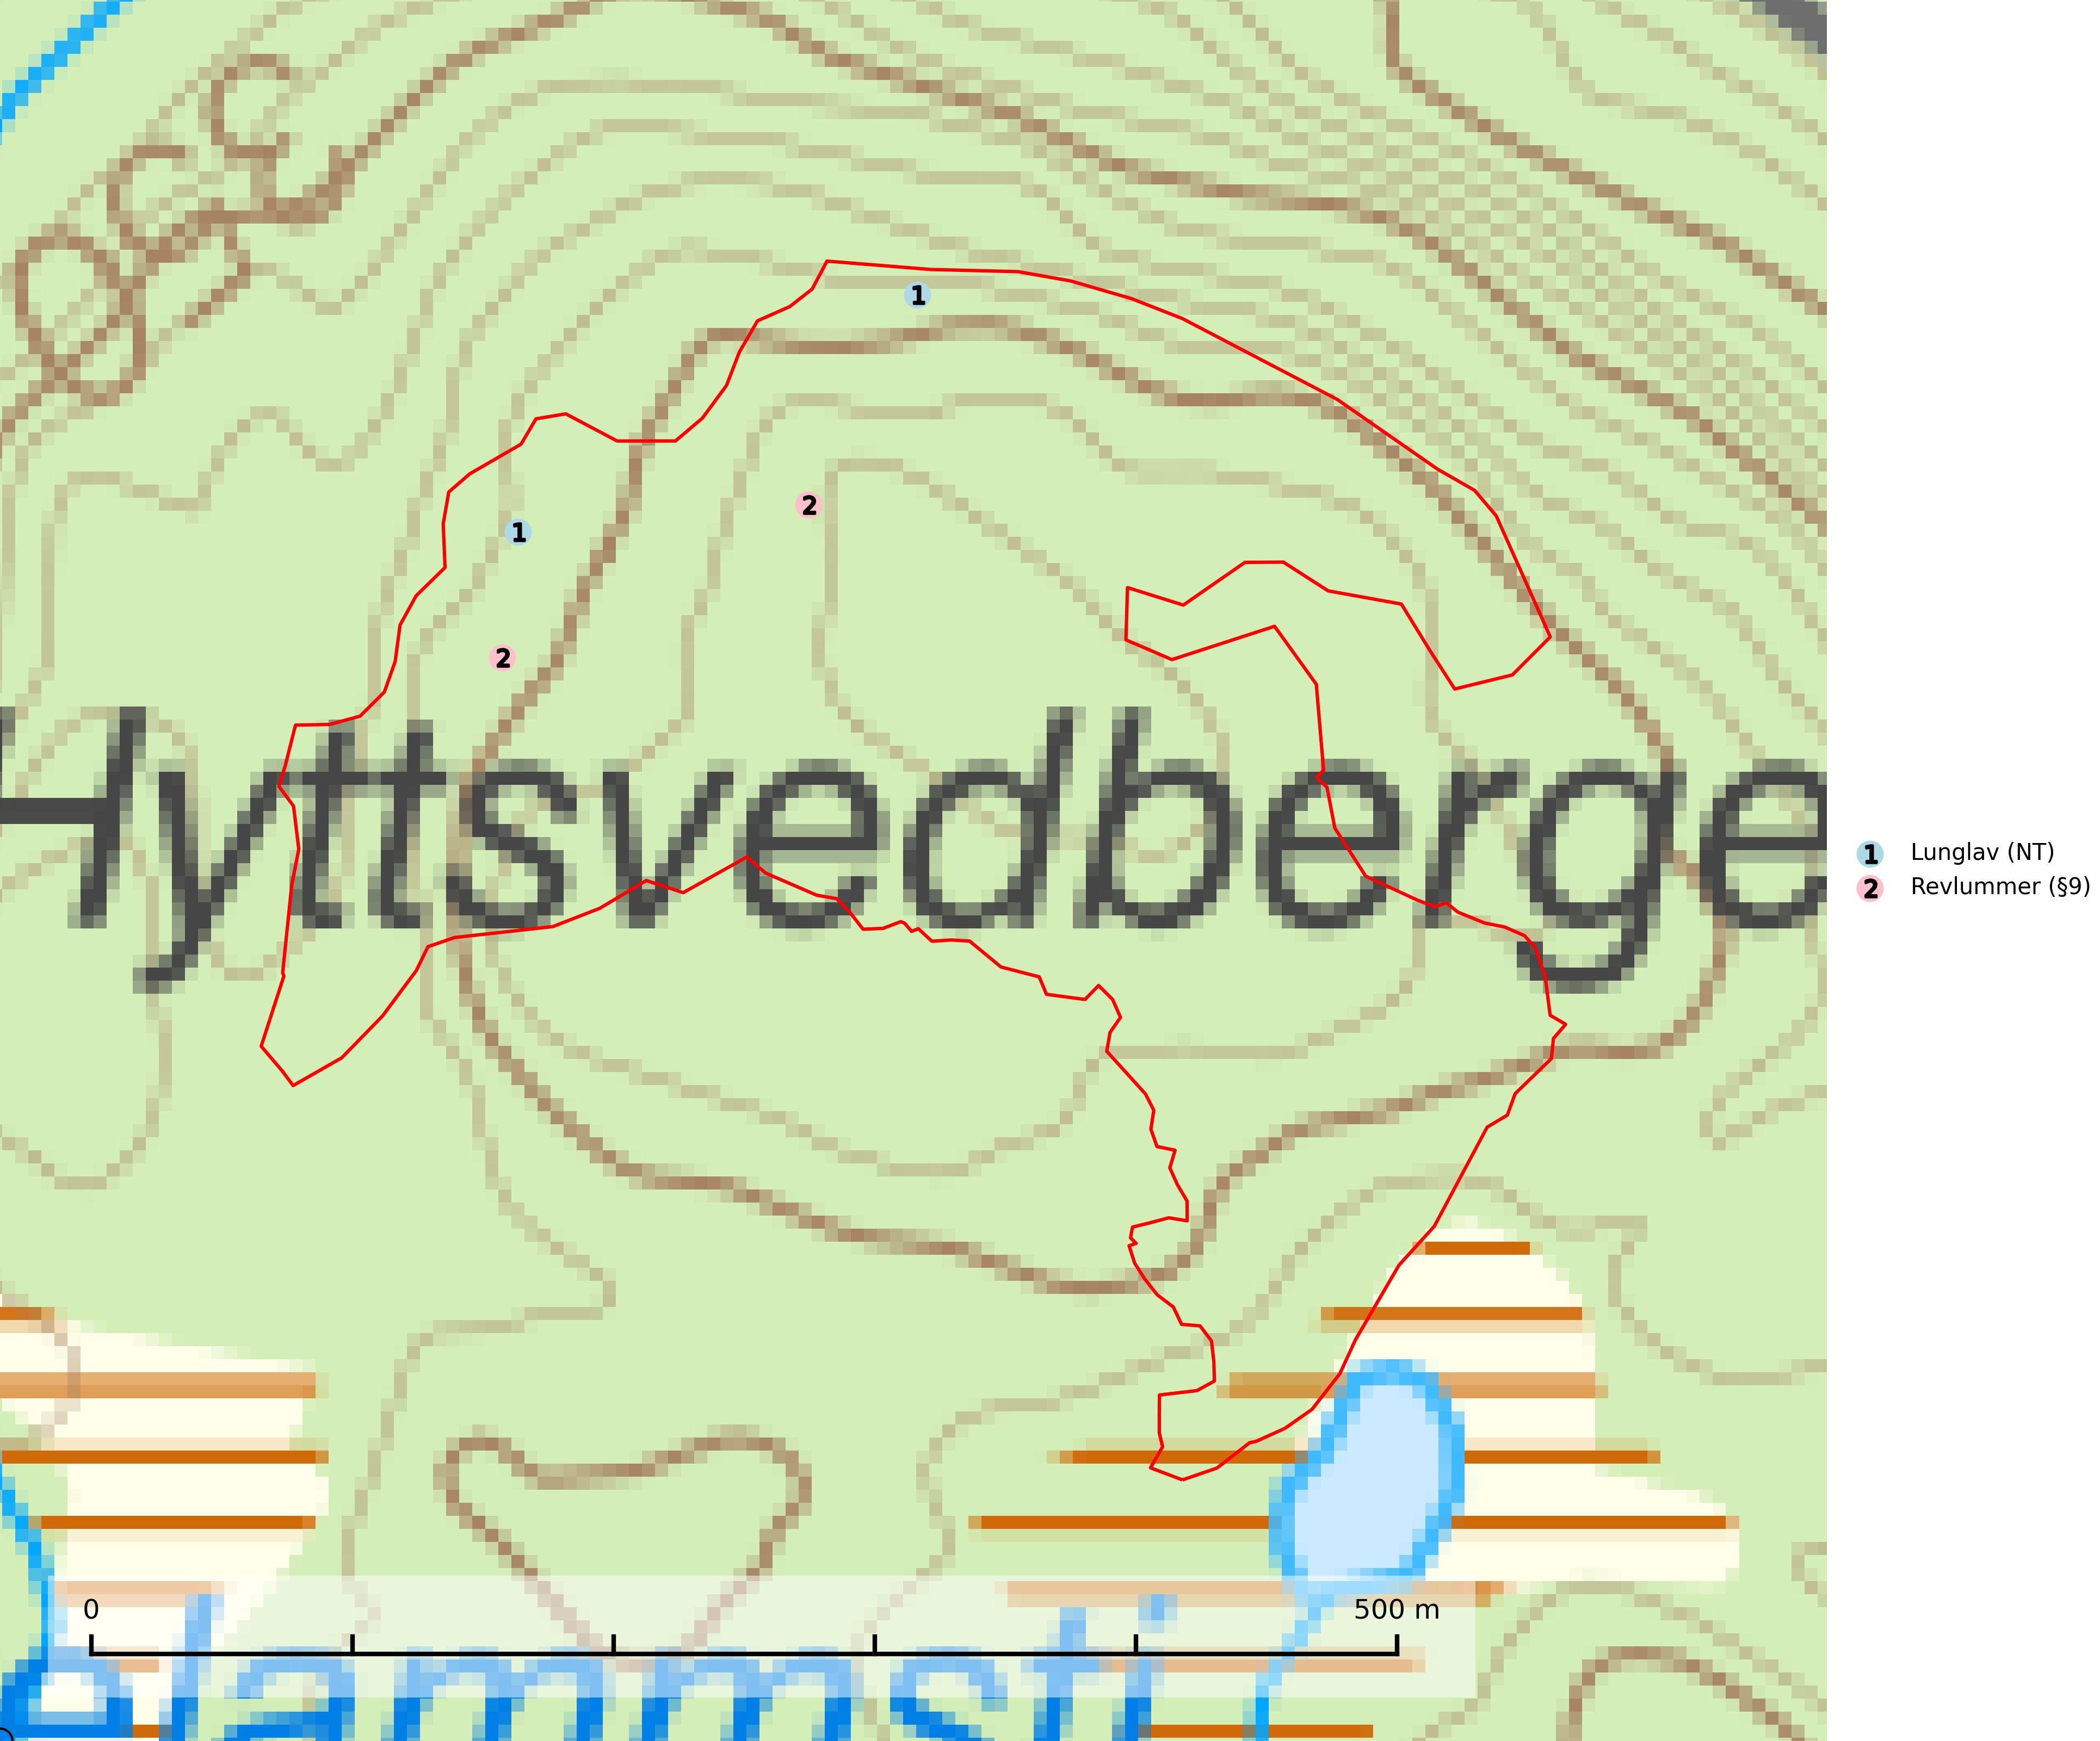 1
2
1
2
Hyttsvedberge
1 Lunglav (NT)
2 Revlummer (§9)
0 500 m